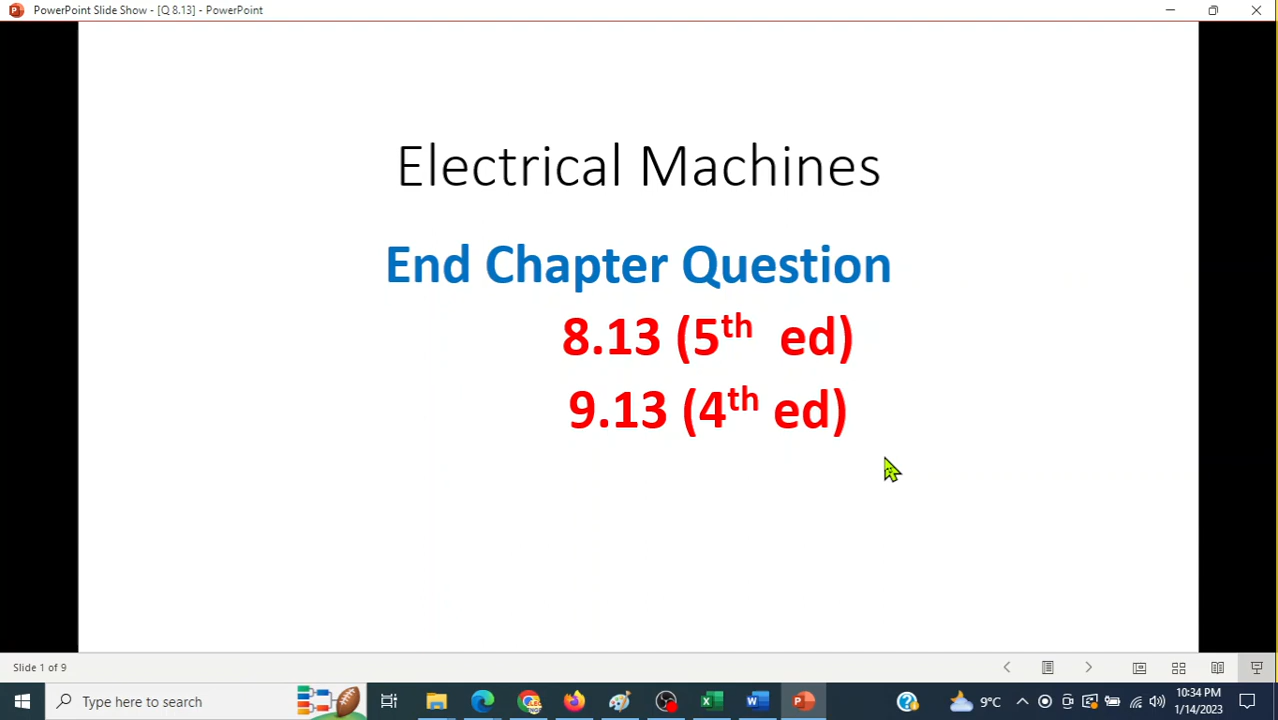 PowerPoint Slide Show - [Q 8.13] - PowerPoint
Electrical Machines
End Chapter Question
8.13 (5th ed)
9.13 (4th ed)
Slide 1 of 9
Type here to search
9°C
10:34 PM
1/14/2023